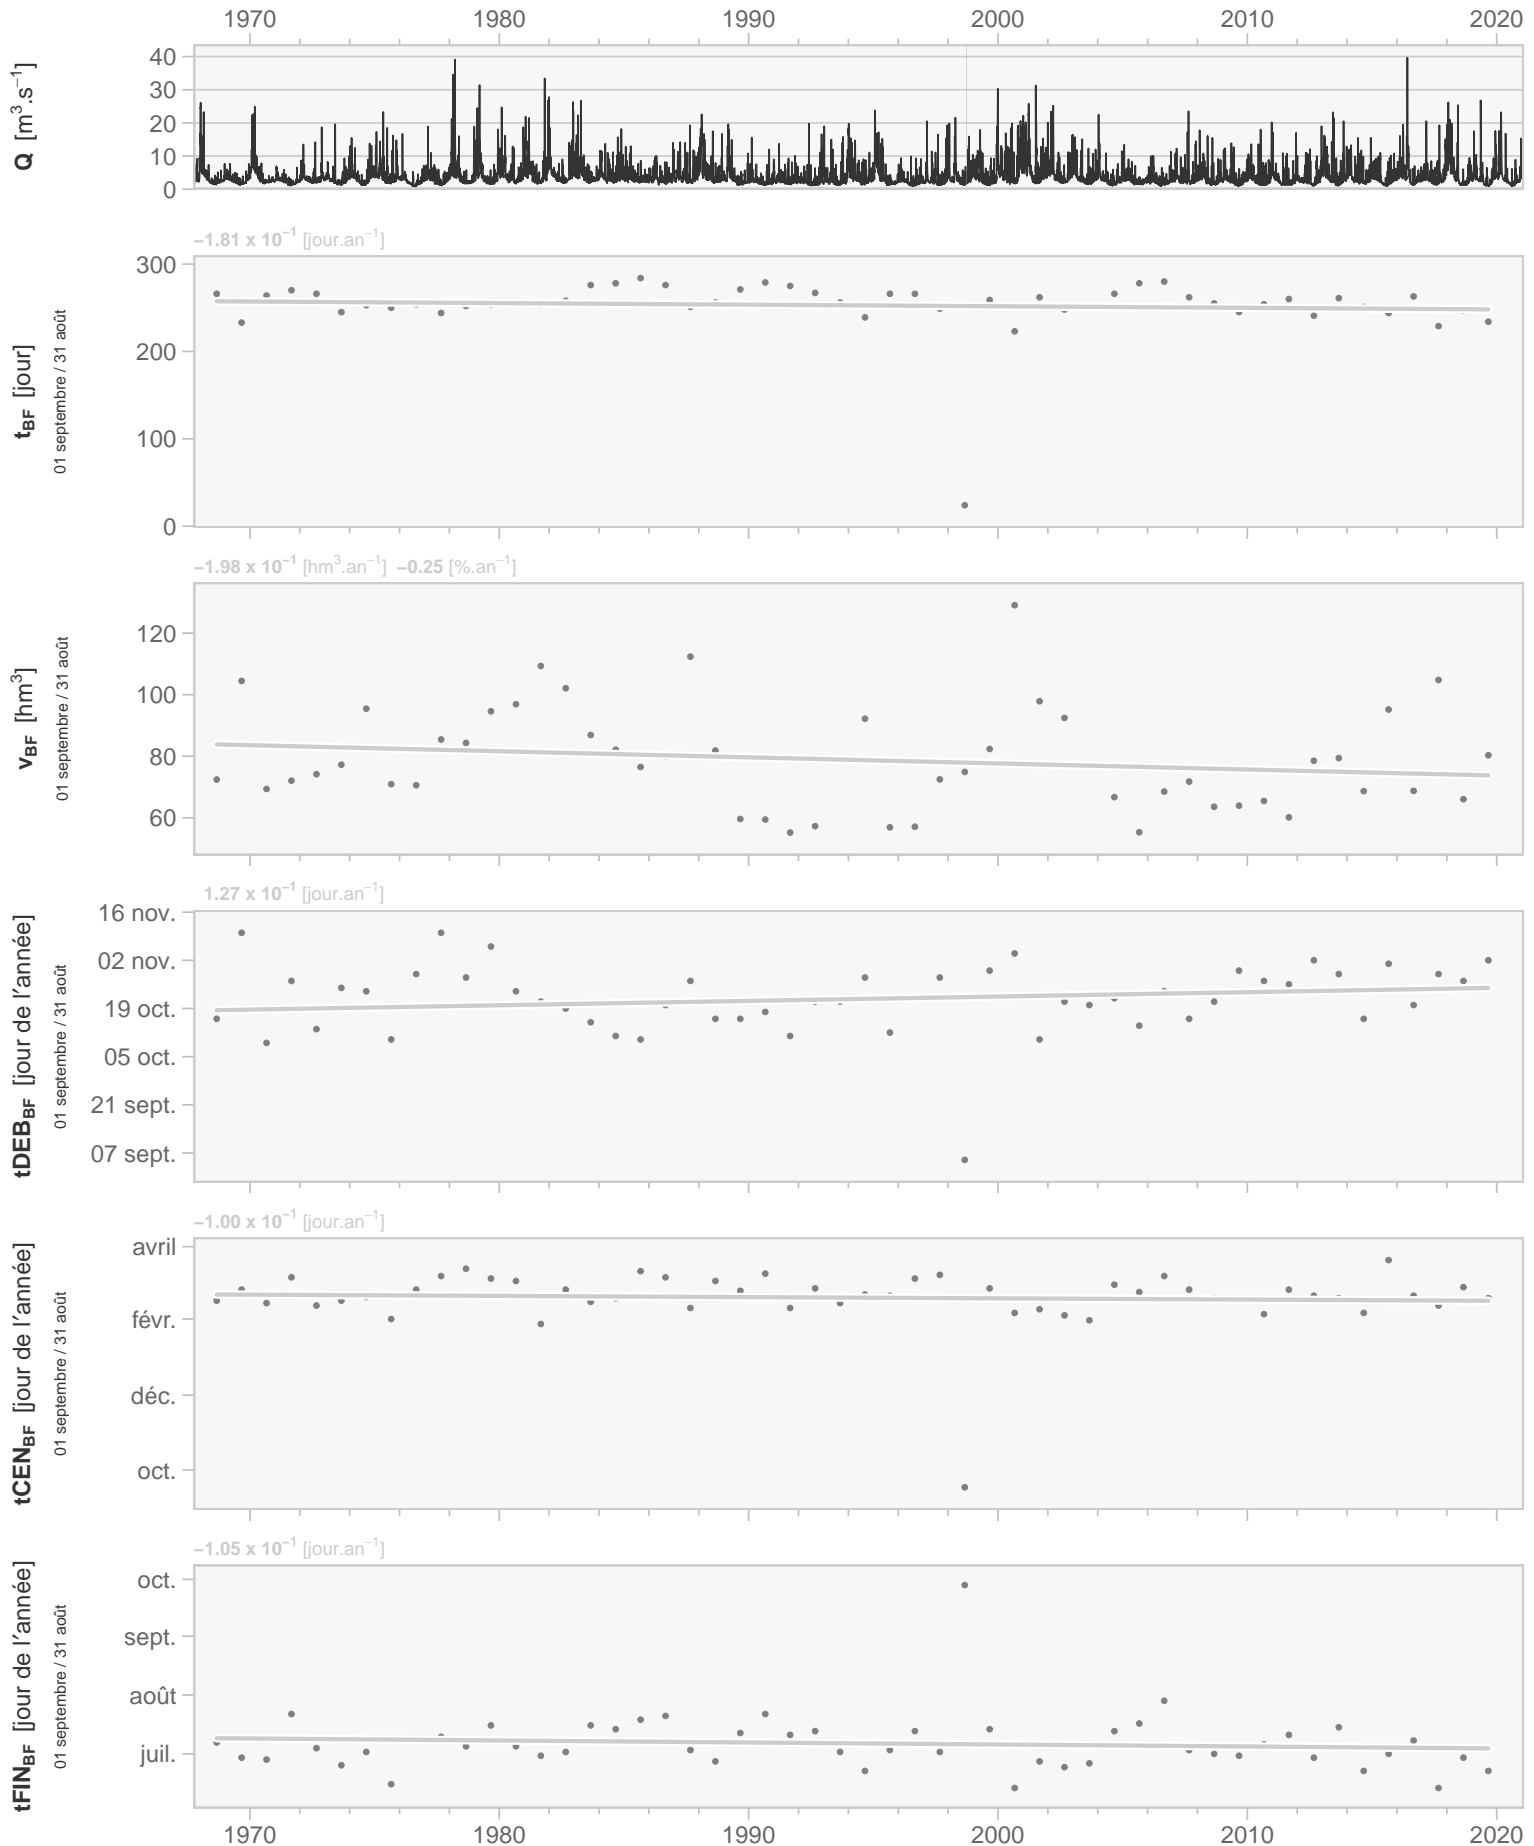 1970 1980 1990 2000 2010 2020
Q [m³.s⁻¹]
40
30
20
10
0
−1.81 x 10⁻¹ [jour.an⁻¹]
tBF [jour]
01 septembre / 31 août
300
200
100
0
−1.98 x 10⁻¹ [hm³.an⁻¹] −0.25 [%.an⁻¹]
vBF [hm³]
01 septembre / 31 août
120
100
80
60
1.27 x 10⁻¹ [jour.an⁻¹]
tDEBBF [jour de l'année]
01 septembre / 31 août
16 nov.
02 nov.
19 oct.
05 oct.
21 sept.
07 sept.
−1.00 x 10⁻¹ [jour.an⁻¹]
tCENBF [jour de l'année]
01 septembre / 31 août
avril
févr.
déc.
oct.
−1.05 x 10⁻¹ [jour.an⁻¹]
tFINBF [jour de l'année]
01 septembre / 31 août
oct.
sept.
août
juil.
1970 1980 1990 2000 2010 2020